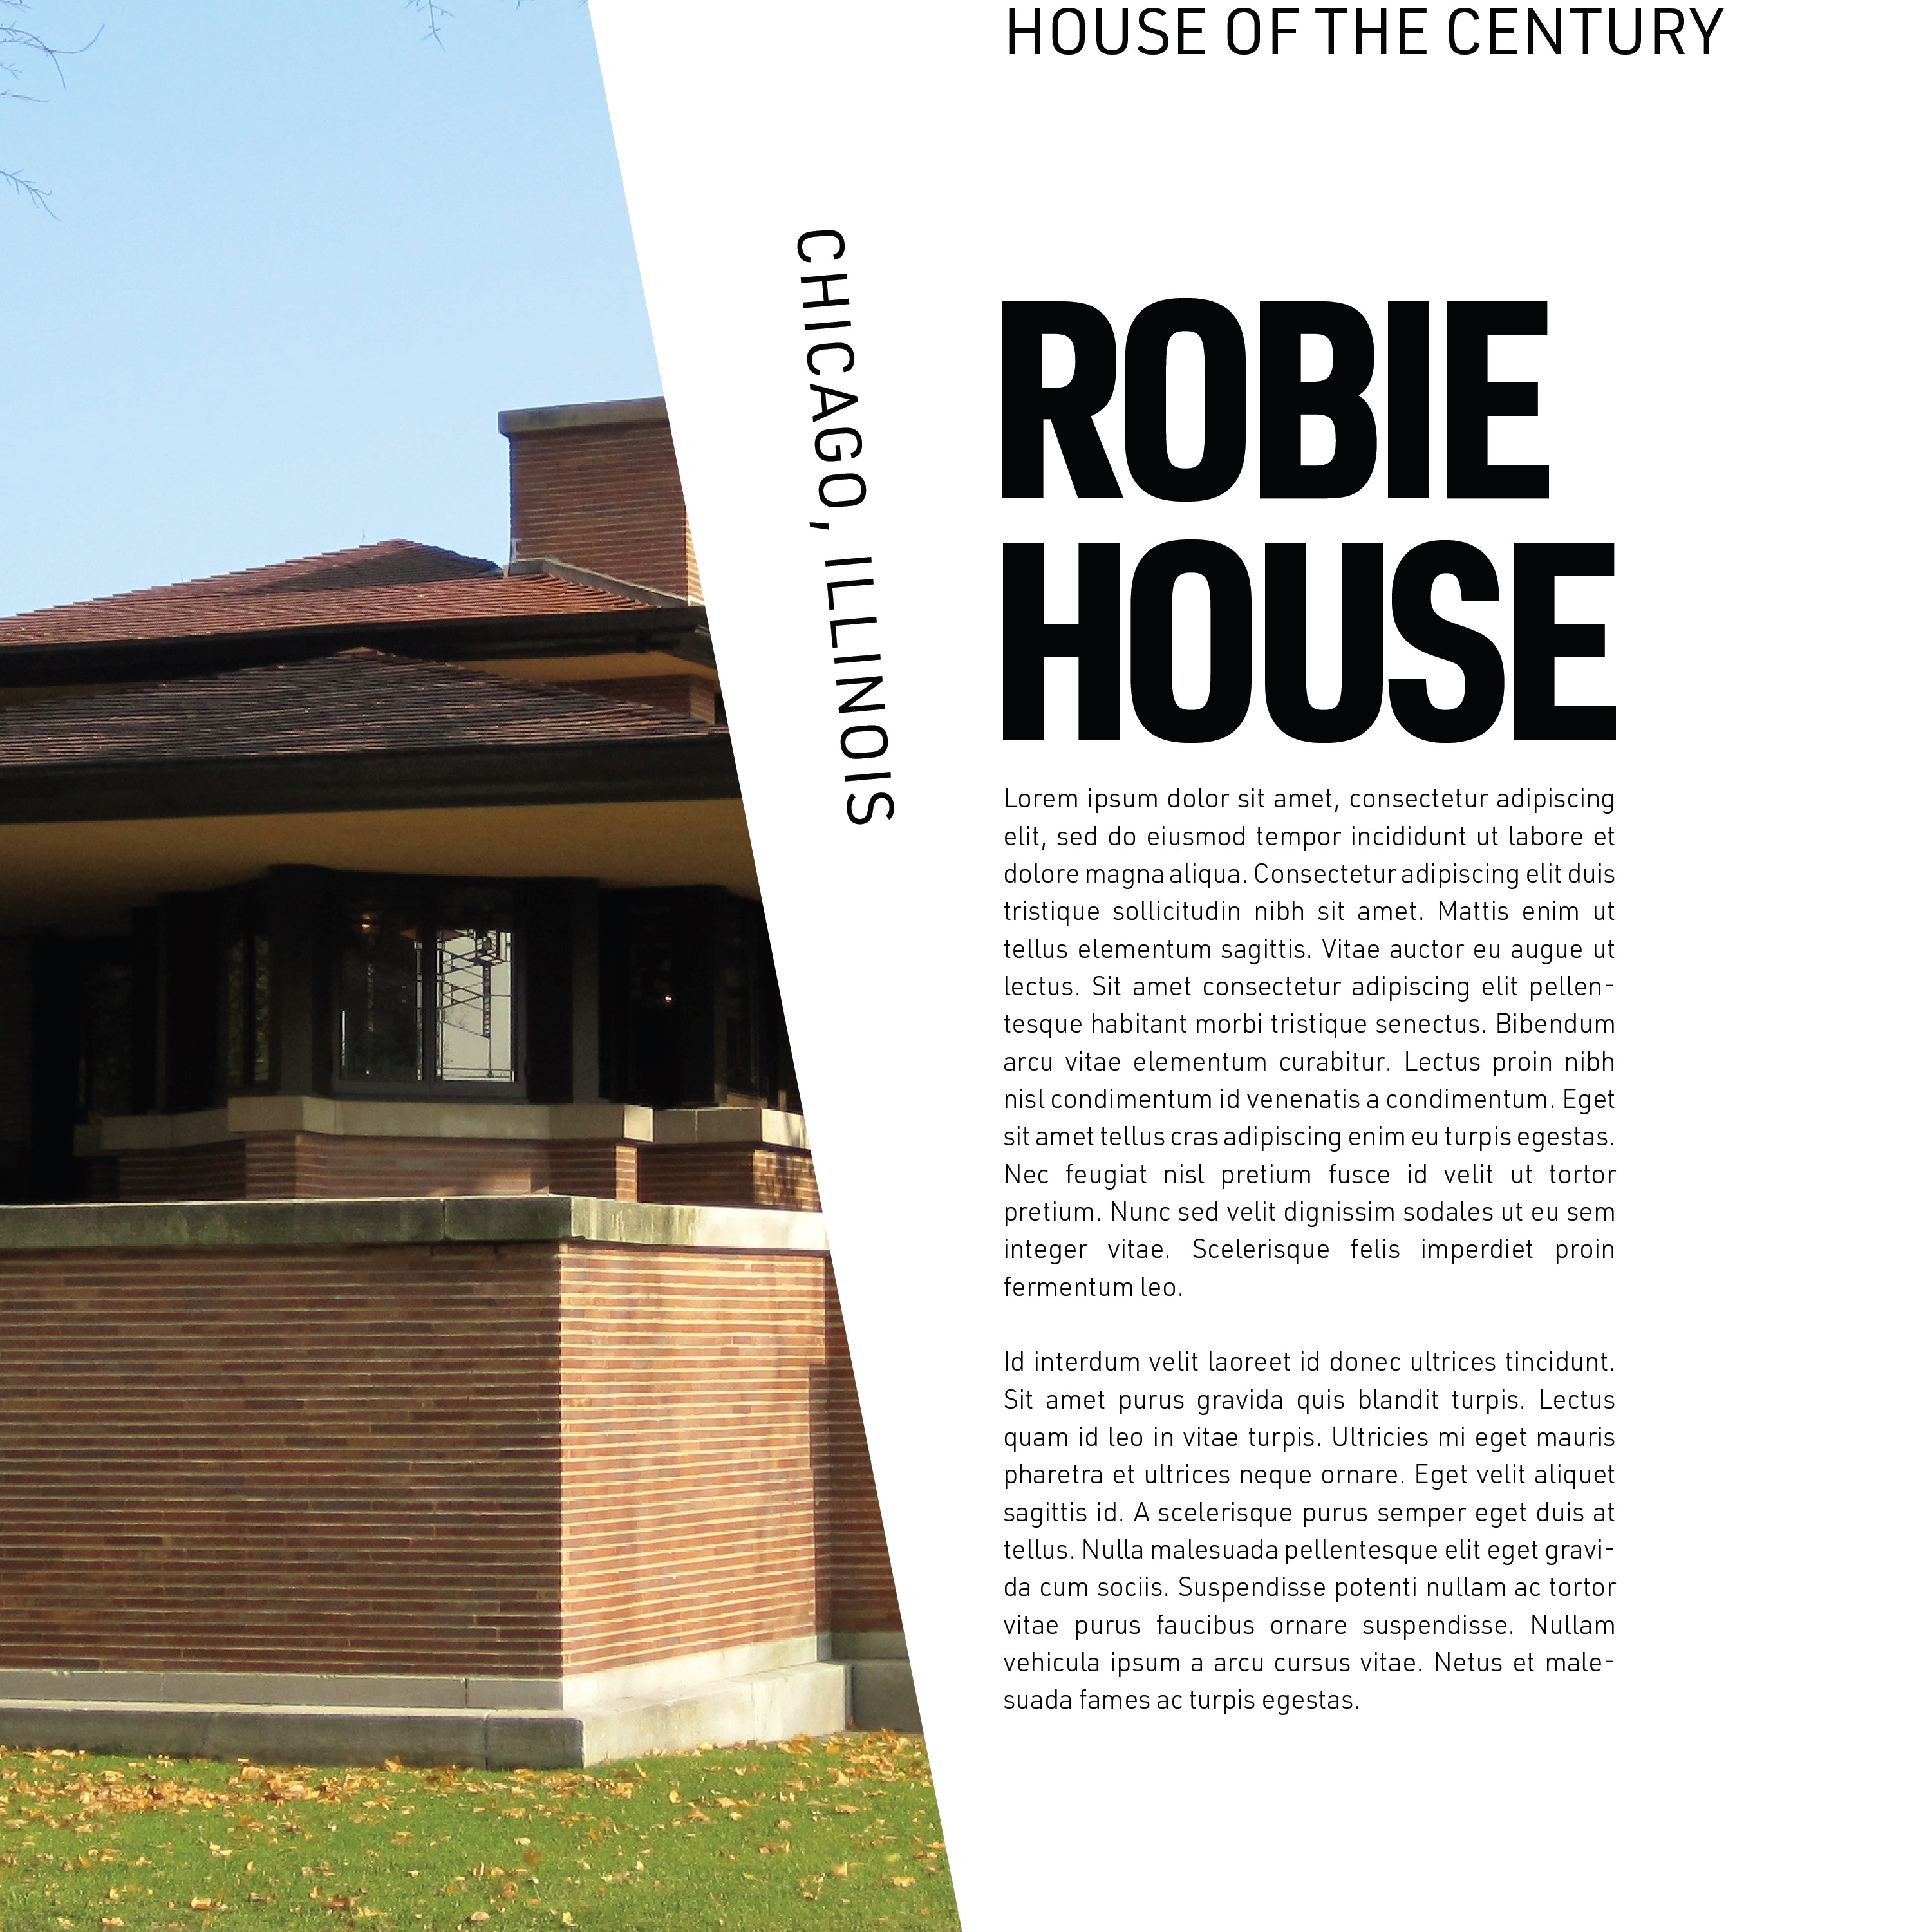 HOUSE OF THE CENTURY
CHICAGO, ILLINOIS
ROBIE
HOUSE
Lorem ipsum dolor sit amet, consectetur adipiscing
elit, sed do eiusmod tempor incididunt ut labore et
dolore magna aliqua. Consectetur adipiscing elit duis
tristique sollicitudin nibh sit amet. Mattis enim ut
tellus elementum sagittis. Vitae auctor eu augue ut
lectus. Sit amet consectetur adipiscing elit pellen-
tesque habitant morbi tristique senectus. Bibendum
arcu vitae elementum curabitur. Lectus proin nibh
nisl condimentum id venenatis a condimentum. Eget
sit amet tellus cras adipiscing enim eu turpis egestas.
Nec feugiat nisl pretium fusce id velit ut tortor
pretium. Nunc sed velit dignissim sodales ut eu sem
integer vitae. Scelerisque felis imperdiet proin
fermentum leo.
Id interdum velit laoreet id donec ultrices tincidunt.
Sit amet purus gravida quis blandit turpis. Lectus
quam id leo in vitae turpis. Ultricies mi eget mauris
pharetra et ultrices neque ornare. Eget velit aliquet
sagittis id. A scelerisque purus semper eget duis at
tellus. Nulla malesuada pellentesque elit eget gravi-
da cum sociis. Suspendisse potenti nullam ac tortor
vitae purus faucibus ornare suspendisse. Nullam
vehicula ipsum a arcu cursus vitae. Netus et male-
suada fames ac turpis egestas.